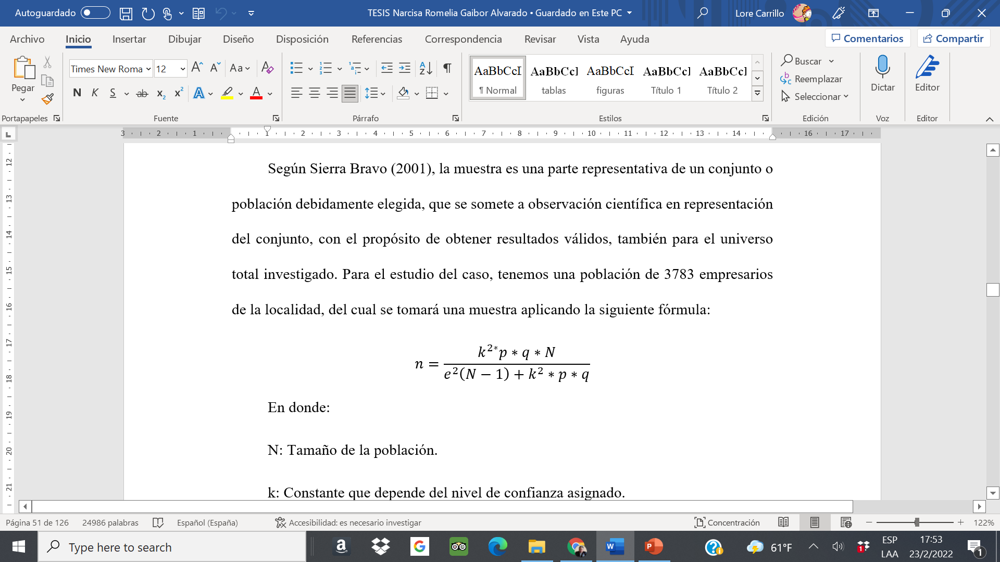 Autoguardado
TESIS Narcisa Romelia Gaibor Alvarado • Guardado en Este PC
Lore Carrillo
Archivo Inicio Insertar Dibujar Diseño Disposición Referencias Correspondencia Revisar Vista Ayuda
Comentarios Compartir
Pegar
Portapapeles
Times New Roma 12
Aa
N K S ab x₂ x² A A
Fuente
Párrafo
AaBbCcI AaBbCcI AaBbCcI AaBbCcI AaBbCcI
¶ Normal tablas figuras Título 1 Título 2
Estilos
Buscar
Reemplazar
Seleccionar
Edición
Dictar
Voz
Editor
Editor
3 2 1 1 2 3 4 5 6 7 8 9 10 11 12 13 14 16 17
12
13
14
15
16
17
18
19
20
21
Según Sierra Bravo (2001), la muestra es una parte representativa de un conjunto o
población debidamente elegida, que se somete a observación científica en representación
del conjunto, con el propósito de obtener resultados válidos, también para el universo
total investigado. Para el estudio del caso, tenemos una población de 3783 empresarios
de la localidad, del cual se tomará una muestra aplicando la siguiente fórmula:
n = k²* p ∗ q ∗ N / e²(N − 1) + k² ∗ p ∗ q
En donde:
N: Tamaño de la población.
k: Constante que depende del nivel de confianza asignado.
Página 51 de 126 24986 palabras Español (España) Accesibilidad: es necesario investigar Concentración 122%
Type here to search
61°F
ESP
LAA
17:53
23/2/2022
1
1